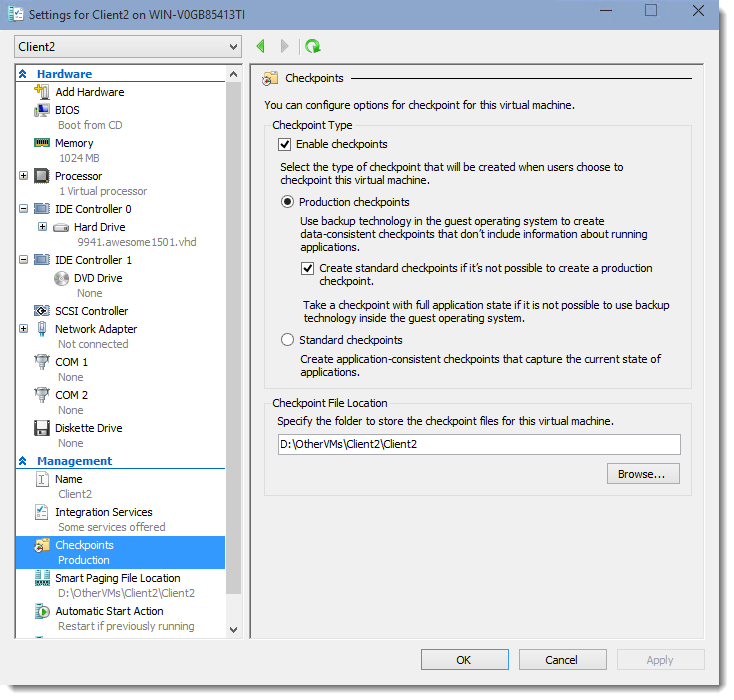 Settings for Client2 on WIN-V0GB85413TI
Client2
Hardware
Add Hardware
BIOS
Boot from CD
Memory
1024 MB
Processor
1 Virtual processor
IDE Controller 0
Hard Drive
9941.awesome1501.vhd
IDE Controller 1
DVD Drive
None
SCSI Controller
Network Adapter
Not connected
COM 1
None
COM 2
None
Diskette Drive
None
Management
Name
Client2
Integration Services
Some services offered
Checkpoints
Production
Smart Paging File Location
D:\OtherVMs\Client2\Client2
Automatic Start Action
Restart if previously running
Checkpoints
You can configure options for checkpoint for this virtual machine.
Checkpoint Type
Enable checkpoints
Select the type of checkpoint that will be created when users choose to
checkpoint this virtual machine.
Production checkpoints
Use backup technology in the guest operating system to create
data-consistent checkpoints that don't include information about running
applications.
Create standard checkpoints if it's not possible to create a production
checkpoint.
Take a checkpoint with full application state if it is not possible to use backup
technology inside the guest operating system.
Standard checkpoints
Create application-consistent checkpoints that capture the current state of
applications.
Checkpoint File Location
Specify the folder to store the checkpoint files for this virtual machine.
D:\OtherVMs\Client2\Client2
Browse...
OK
Cancel
Apply